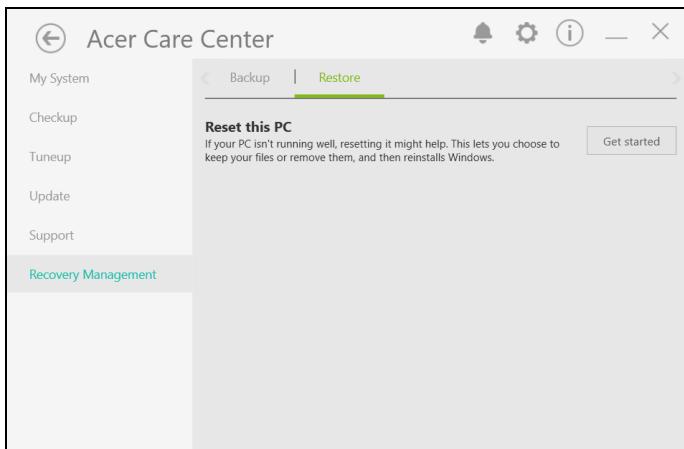 Acer Care Center
My System
Checkup
Tuneup
Update
Support
Recovery Management
Backup | Restore
Reset this PC
If your PC isn't running well, resetting it might help. This lets you choose to
keep your files or remove them, and then reinstalls Windows.
Get started